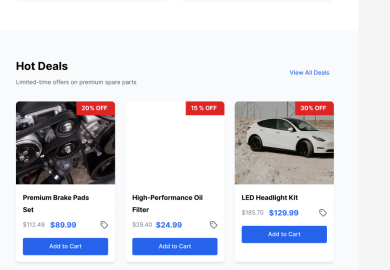 Hot Deals
Limited-time offers on premium spare parts
View All Deals
20% OFF
15 % OFF
30% OFF
Premium Brake Pads
Set
$112.49 $89.99
Add to Cart
High-Performance Oil
Filter
$29.40 $24.99
Add to Cart
LED Headlight Kit
$185.70 $129.99
Add to Cart